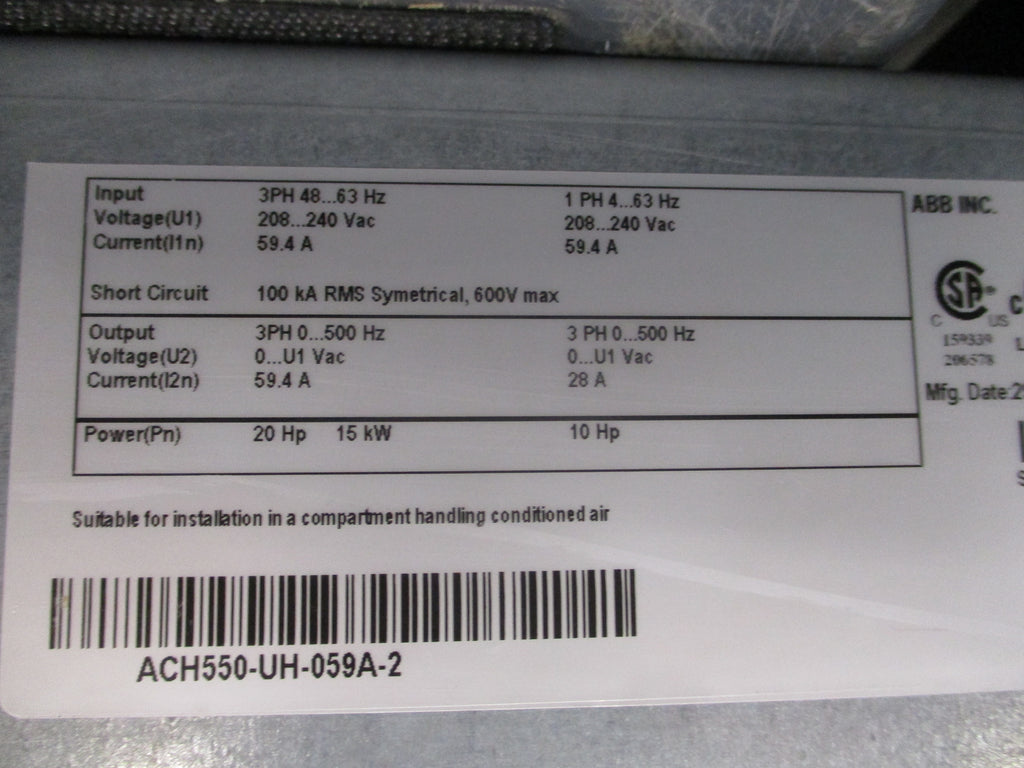 Input 3PH 48...63 Hz 1 PH 4...63 Hz
Voltage(U1) 208...240 Vac 208...240 Vac
Current(I1n) 59.4 A 59.4 A
Short Circuit 100 kA RMS Symetrical, 600V max
Output 3PH 0...500 Hz 3 PH 0...500 Hz
Voltage(U2) 0...U1 Vac 0...U1 Vac
Current(I2n) 59.4 A 28 A
Power(Pn) 20 Hp 15 kW 10 Hp
ABB INC.
SA®
C US
159339
206578
Mfg. Date:2
Suitable for installation in a compartment handling conditioned air
ACH550-UH-059A-2